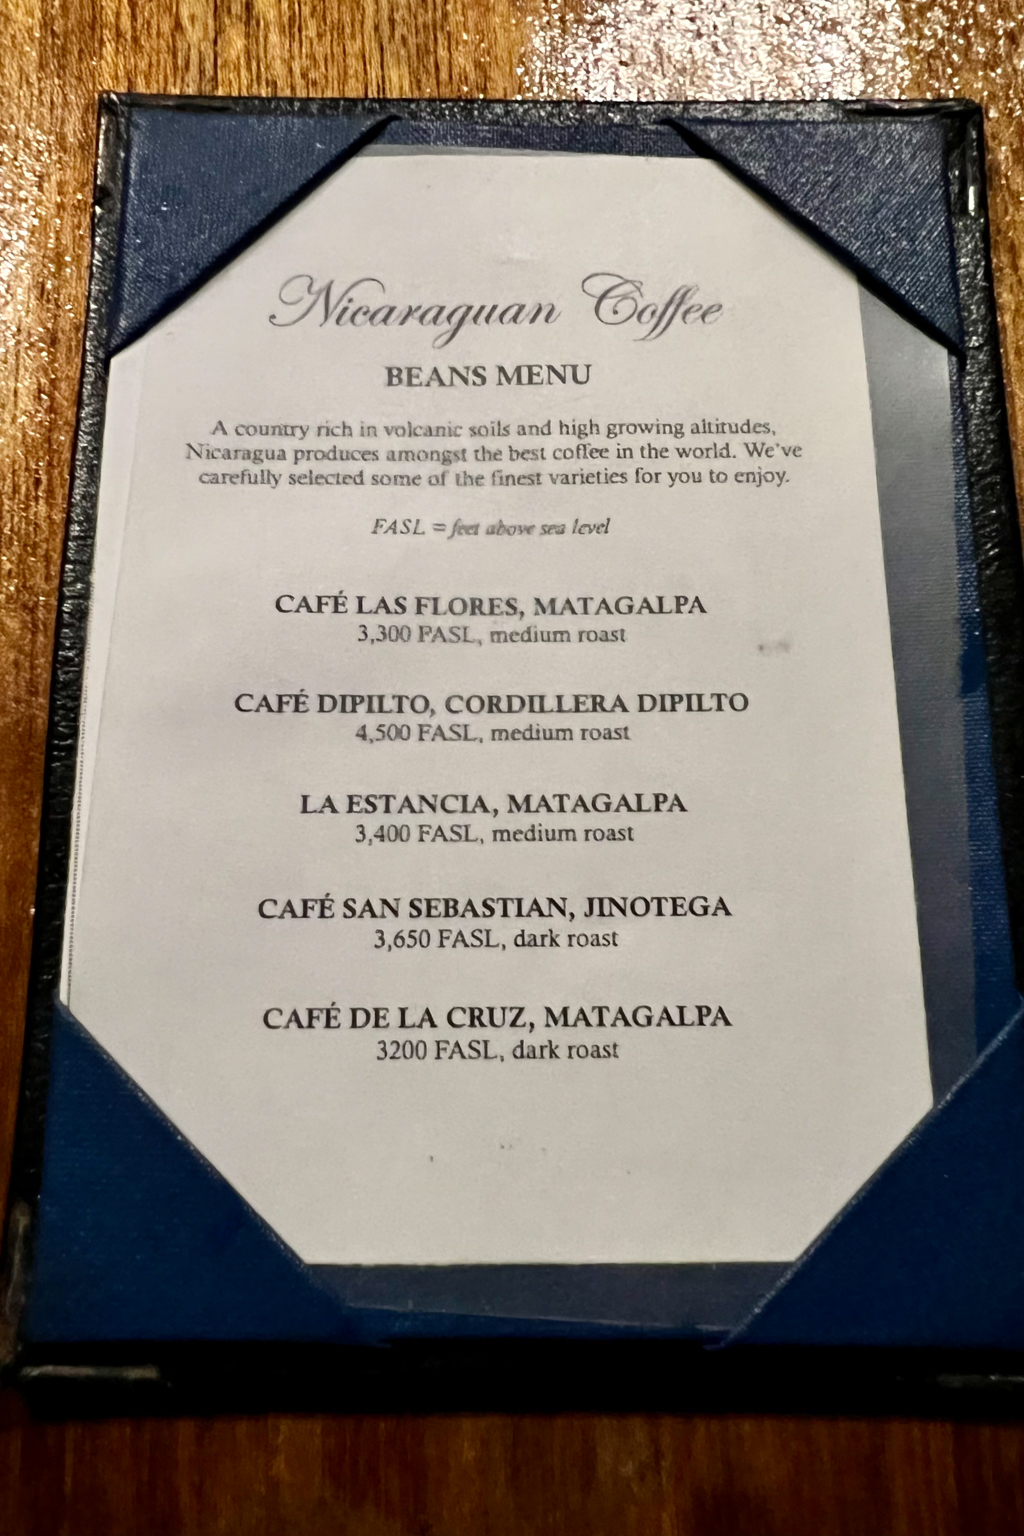 Nicaraguan Coffee
BEANS MENU
A country rich in volcanic soils and high growing altitudes,
Nicaragua produces amongst the best coffee in the world. We've
carefully selected some of the finest varieties for you to enjoy.
FASL = feet above sea level
CAFÉ LAS FLORES, MATAGALPA
3,300 FASL, medium roast
CAFÉ DIPILTO, CORDILLERA DIPILTO
4,500 FASL, medium roast
LA ESTANCIA, MATAGALPA
3,400 FASL, medium roast
CAFÉ SAN SEBASTIAN, JINOTEGA
3,650 FASL, dark roast
CAFÉ DE LA CRUZ, MATAGALPA
3200 FASL, dark roast